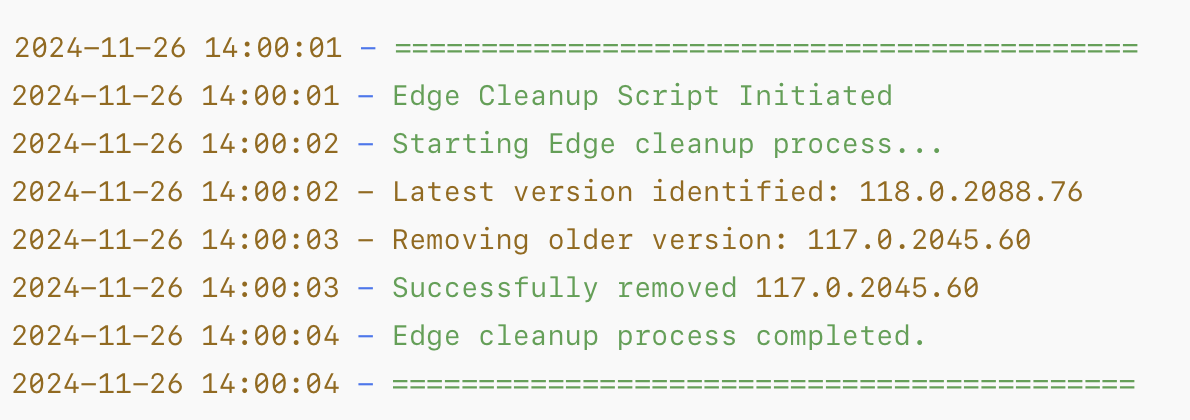 2024-11-26 14:00:01 - ===========================================
2024-11-26 14:00:01 - Edge Cleanup Script Initiated
2024-11-26 14:00:02 - Starting Edge cleanup process...
2024-11-26 14:00:02 - Latest version identified: 118.0.2088.76
2024-11-26 14:00:03 - Removing older version: 117.0.2045.60
2024-11-26 14:00:03 - Successfully removed 117.0.2045.60
2024-11-26 14:00:04 - Edge cleanup process completed.
2024-11-26 14:00:04 - ===========================================